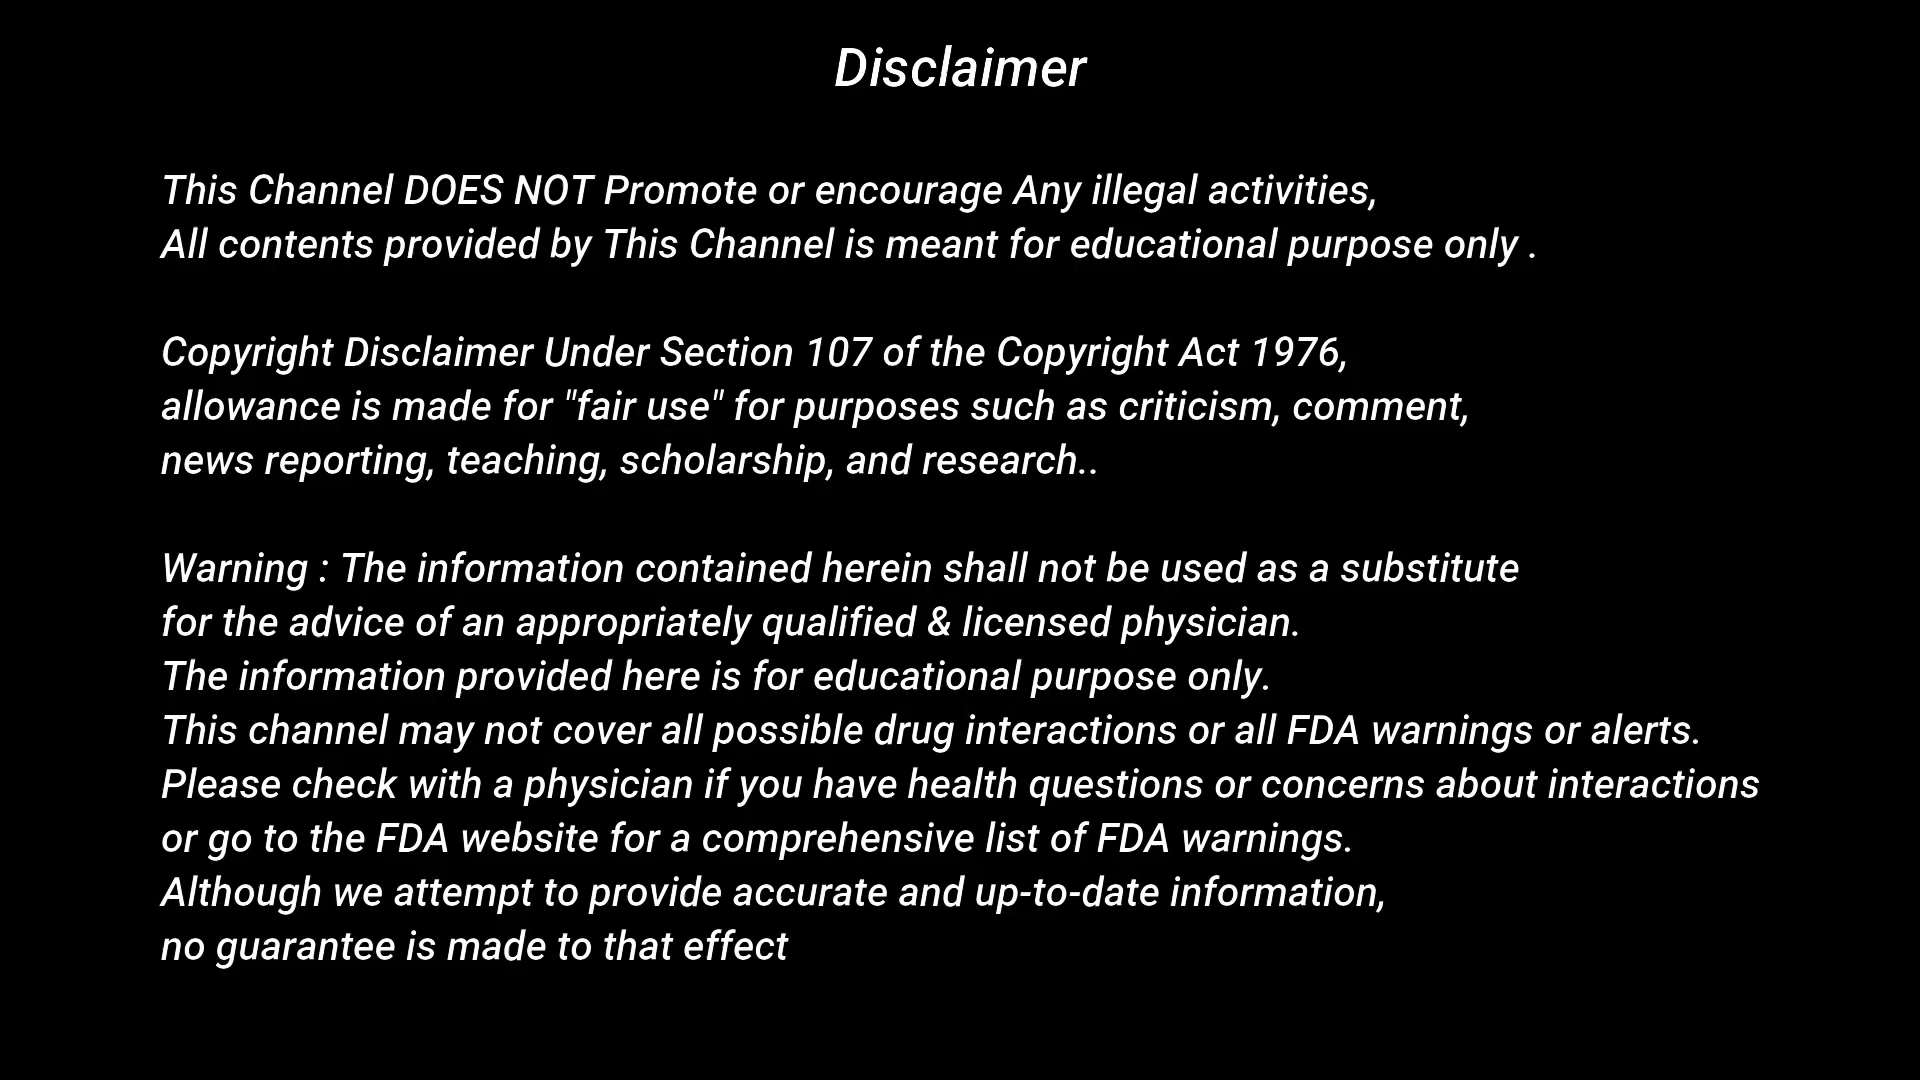 Disclaimer
This Channel DOES NOT Promote or encourage Any illegal activities,
All contents provided by This Channel is meant for educational purpose only .
Copyright Disclaimer Under Section 107 of the Copyright Act 1976,
allowance is made for "fair use" for purposes such as criticism, comment,
news reporting, teaching, scholarship, and research..
Warning : The information contained herein shall not be used as a substitute
for the advice of an appropriately qualified & licensed physician.
The information provided here is for educational purpose only.
This channel may not cover all possible drug interactions or all FDA warnings or alerts.
Please check with a physician if you have health questions or concerns about interactions
or go to the FDA website for a comprehensive list of FDA warnings.
Although we attempt to provide accurate and up-to-date information,
no guarantee is made to that effect